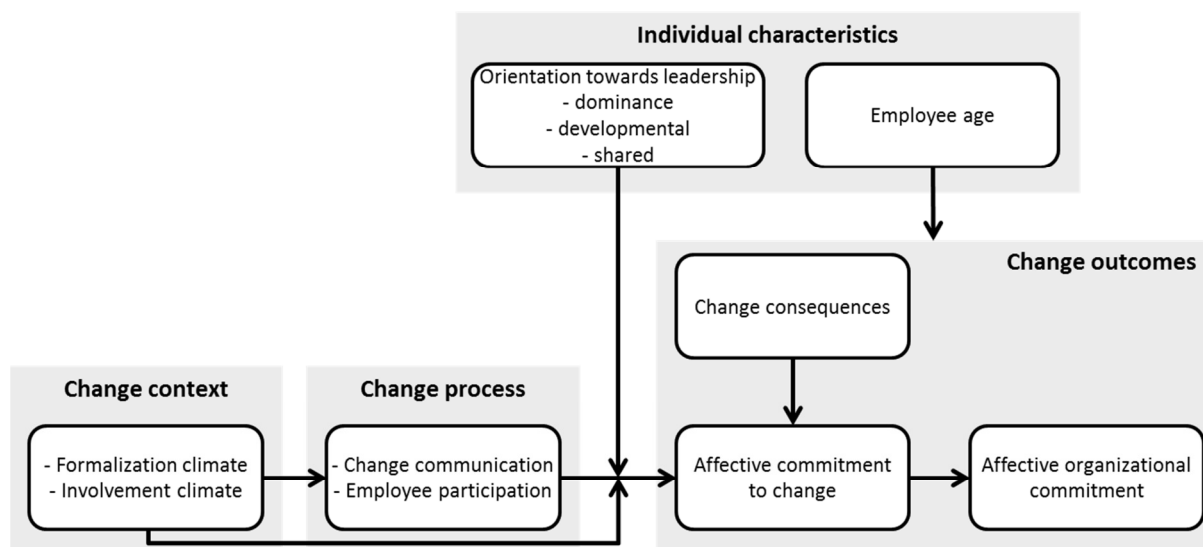 Individual characteristics
Orientation towards leadership
- dominance
- developmental
- shared
Employee age
Change outcomes
Change consequences
Change context
- Formalization climate
- Involvement climate
Change process
- Change communication
- Employee participation
Affective commitment
to change
Affective organizational
commitment